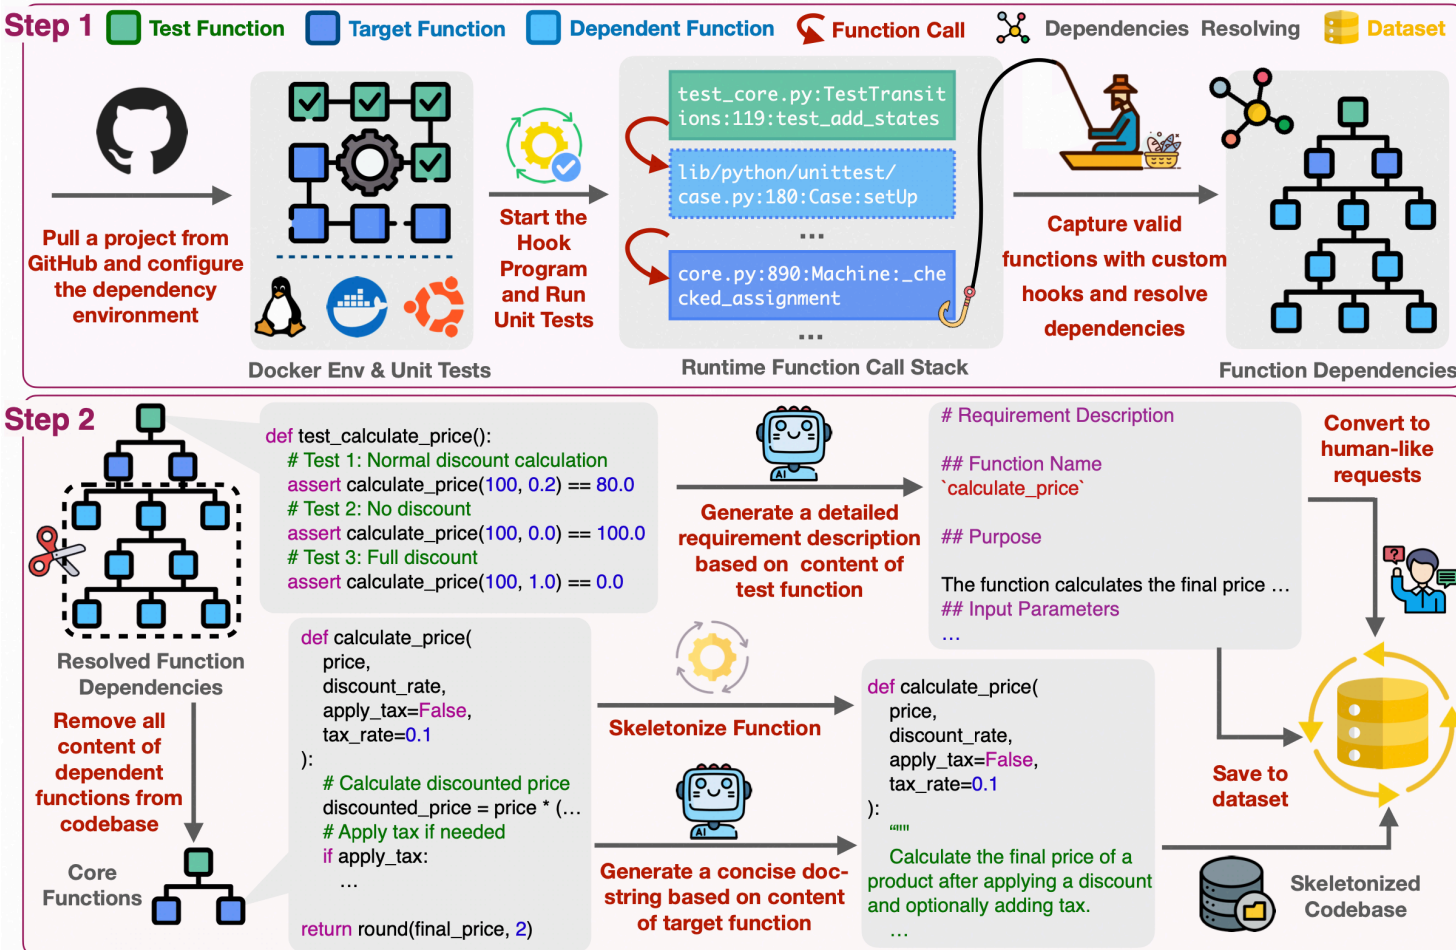 Step 1
Test Function
Target Function
Dependent Function
Function Call
Dependencies Resolving
Dataset
Pull a project from
GitHub and configure
the dependency
environment
Docker Env & Unit Tests
Start the
Hook
Program
and Run
Unit Tests
test_core.py:TestTransit
ions:119:test_add_states
lib/python/unittest/
case.py:180:Case:setUp
...
core.py:890:Machine:_che
cked_assignment
...
Runtime Function Call Stack
Capture valid
functions with custom
hooks and resolve
dependencies
Function Dependencies
Step 2
Resolved Function
Dependencies
Remove all
content of
dependent
functions from
codebase
Core
Functions
def test_calculate_price():
# Test 1: Normal discount calculation
assert calculate_price(100, 0.2) == 80.0
# Test 2: No discount
assert calculate_price(100, 0.0) == 100.0
# Test 3: Full discount
assert calculate_price(100, 1.0) == 0.0
AI
Generate a detailed
requirement description
based on content of
test function
# Requirement Description
## Function Name
`calculate_price`
## Purpose
The function calculates the final price ...
## Input Parameters
...
Convert to
human-like
requests
?
def calculate_price(
price,
discount_rate,
apply_tax=False,
tax_rate=0.1
):
# Calculate discounted price
discounted_price = price * (...
# Apply tax if needed
if apply_tax:
...
return round(final_price, 2)
Skeletonize Function
AI
Generate a concise doc-
string based on content
of target function
def calculate_price(
price,
discount_rate,
apply_tax=False,
tax_rate=0.1
):
“""
Calculate the final price of a
product after applying a discount
and optionally adding tax.
...
Save to
dataset
Skeletonized
Codebase